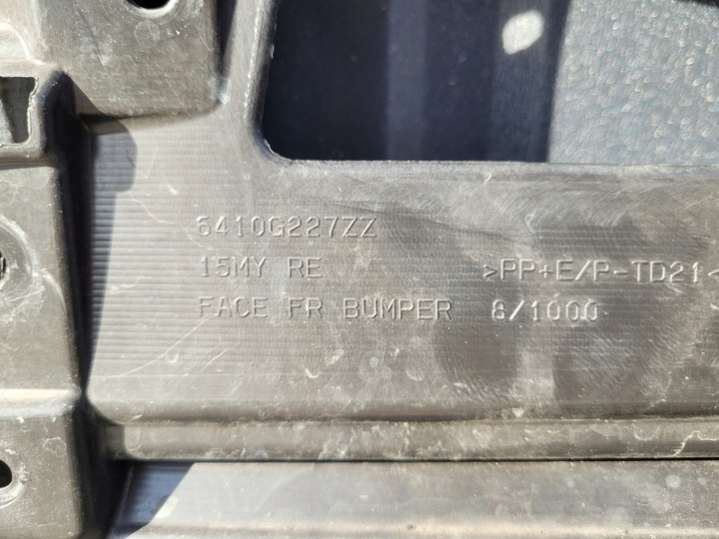 6410G227ZZ
15MY RE >PP+E/P-TD21<
FACE FR BUMPER 8/1000